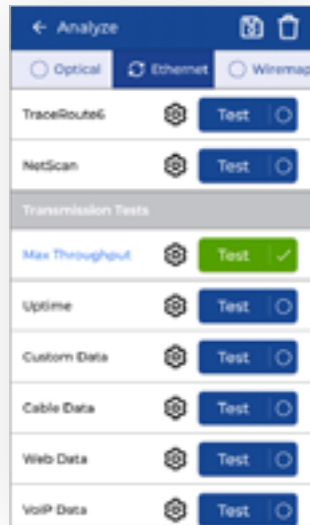 Analyze
Optical Ethernet Wiremap
TraceRoute6 Test
NetScan Test
Transmission Tests
Max Throughput Test
Uptime Test
Custom Data Test
Cable Data Test
Web Data Test
VoIP Data Test